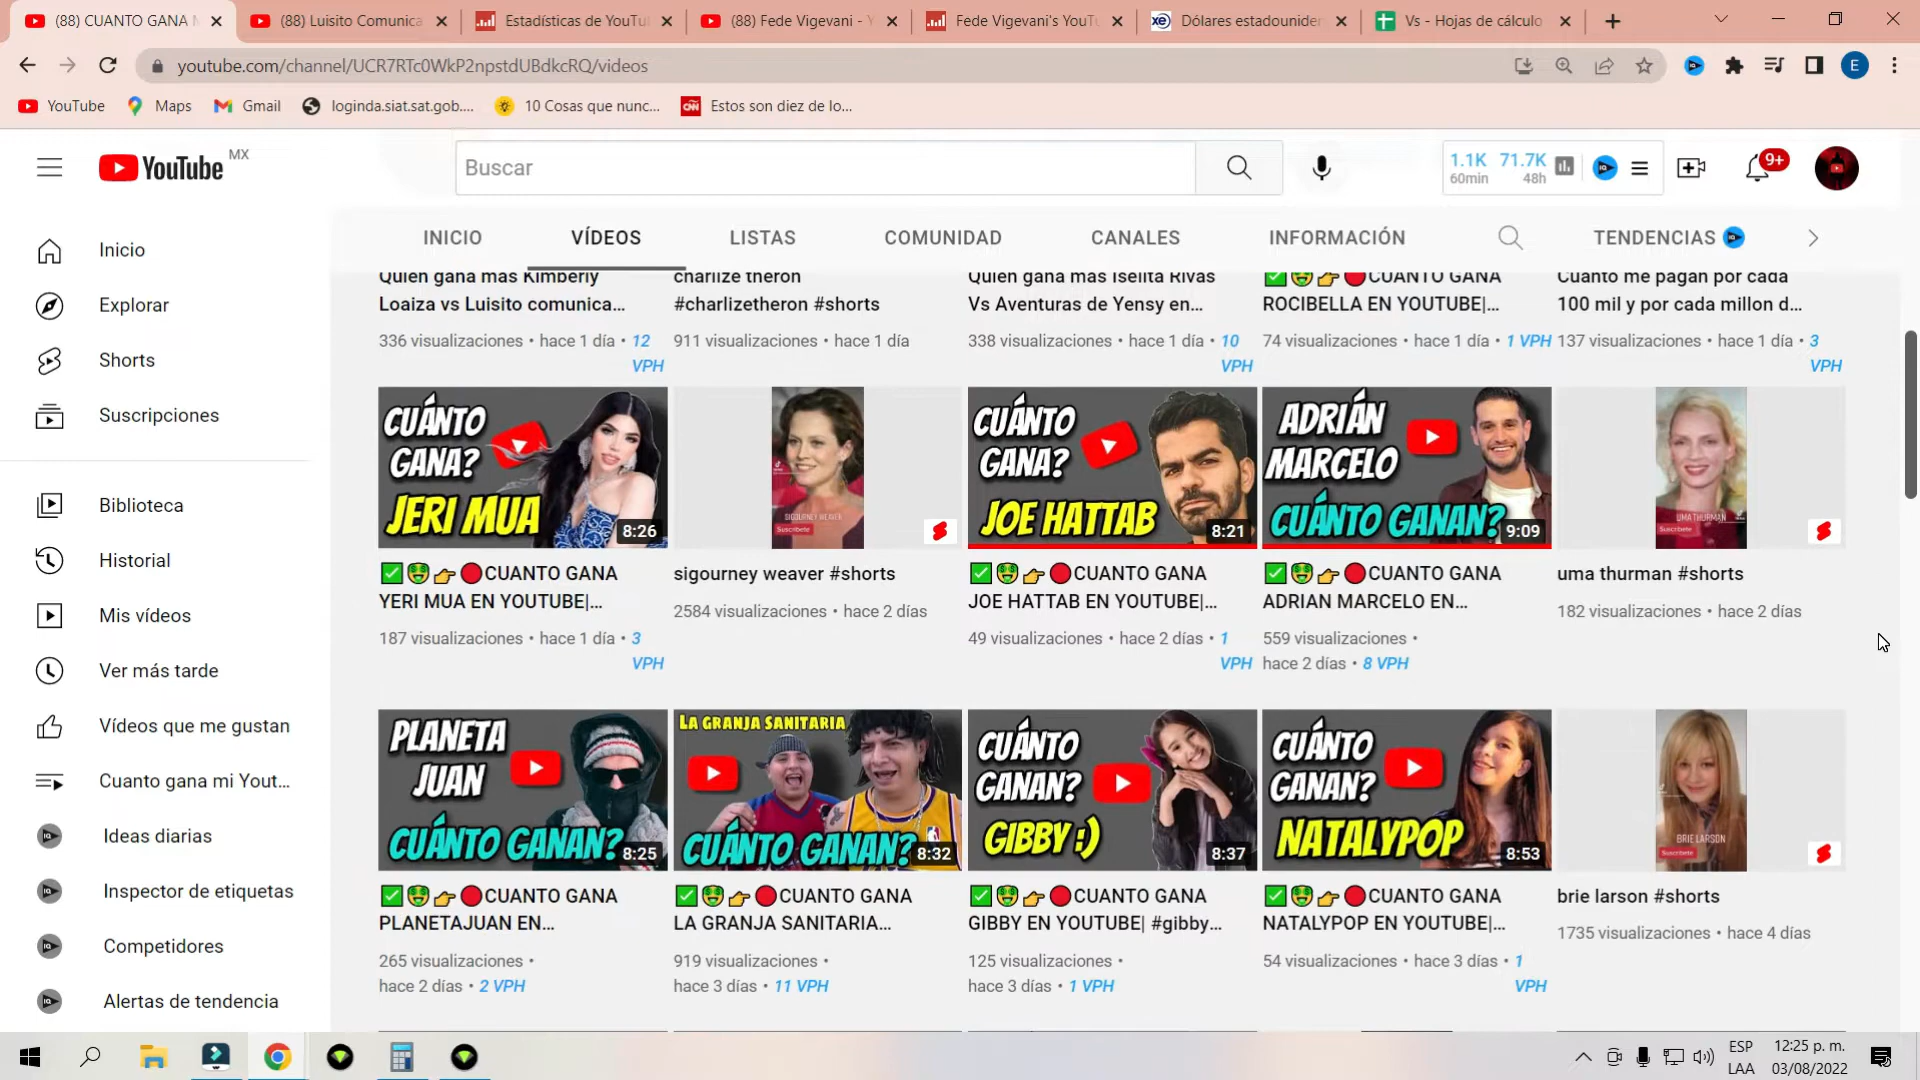 (88) CUANTO GANA M
(88) Luisito Comunica
Estadísticas de YouTu
(88) Fede Vigevani - Y
Fede Vigevani's YouTu
Dólares estadouniden
Vs - Hojas de cálculo
youtube.com/channel/UCR7RTc0WkP2npstdUBdkcRQ/videos
E
YouTube
Maps
Gmail
loginda.siat.sat.gob....
10 Cosas que nunc...
Estos son diez de lo...
YouTube MX
Buscar
1.1K 71.7K
60min 48h
9+
INICIO
VÍDEOS
LISTAS
COMUNIDAD
CANALES
INFORMACIÓN
TENDENCIAS
Inicio
Explorar
Shorts
Suscripciones
Biblioteca
Historial
Mis vídeos
Ver más tarde
Vídeos que me gustan
Cuanto gana mi Yout...
Ideas diarias
Inspector de etiquetas
Competidores
Alertas de tendencia
Quien gana mas Kimberly
Loaiza vs Luisito comunica...
336 visualizaciones • hace 1 día • 12
VPH
charlize theron
#charlizetheron #shorts
911 visualizaciones • hace 1 día
Quien gana mas Iselita Rivas
Vs Aventuras de Yensy en...
338 visualizaciones • hace 1 día • 10
VPH
✅🤑👉🔴CUANTO GANA
ROCIBELLA EN YOUTUBE|...
74 visualizaciones • hace 1 día • 1 VPH
Cuanto me pagan por cada
100 mil y por cada millon d...
137 visualizaciones • hace 1 día • 3
VPH
CUÁNTO
GANA?
JERI MUA
8:26
✅🤑👉🔴CUANTO GANA
YERI MUA EN YOUTUBE|...
187 visualizaciones • hace 1 día • 3
VPH
SIGOURNEY WEAVER
Suscribete
sigourney weaver #shorts
2584 visualizaciones • hace 2 días
CUÁNTO
GANA?
JOE HATTAB
8:21
✅🤑👉🔴CUANTO GANA
JOE HATTAB EN YOUTUBE|...
49 visualizaciones • hace 2 días • 1
VPH
ADRIÁN
MARCELO
CUÁNTO GANAN?
9:09
✅🤑👉🔴CUANTO GANA
ADRIAN MARCELO EN...
559 visualizaciones •
hace 2 días • 8 VPH
UMA THURMAN
Suscribete
uma thurman #shorts
182 visualizaciones • hace 2 días
PLANETA
JUAN
CUÁNTO GANAN?
8:25
✅🤑👉🔴CUANTO GANA
PLANETAJUAN EN...
265 visualizaciones •
hace 2 días • 2 VPH
LA GRANJA SANITARIA
CUÁNTO GANAN?
8:32
✅🤑👉🔴CUANTO GANA
LA GRANJA SANITARIA...
919 visualizaciones •
hace 3 días • 11 VPH
CUÁNTO
GANAN?
GIBBY :)
8:37
✅🤑👉🔴CUANTO GANA
GIBBY EN YOUTUBE| #gibby...
125 visualizaciones •
hace 3 días • 1 VPH
CUÁNTO
GANAN?
NATALYPOP
8:53
✅🤑👉🔴CUANTO GANA
NATALYPOP EN YOUTUBE|...
54 visualizaciones • hace 3 días • 1
VPH
BRIE LARSON
Suscribete
brie larson #shorts
1735 visualizaciones • hace 4 días
ESP
LAA
12:25 p. m.
03/08/2022